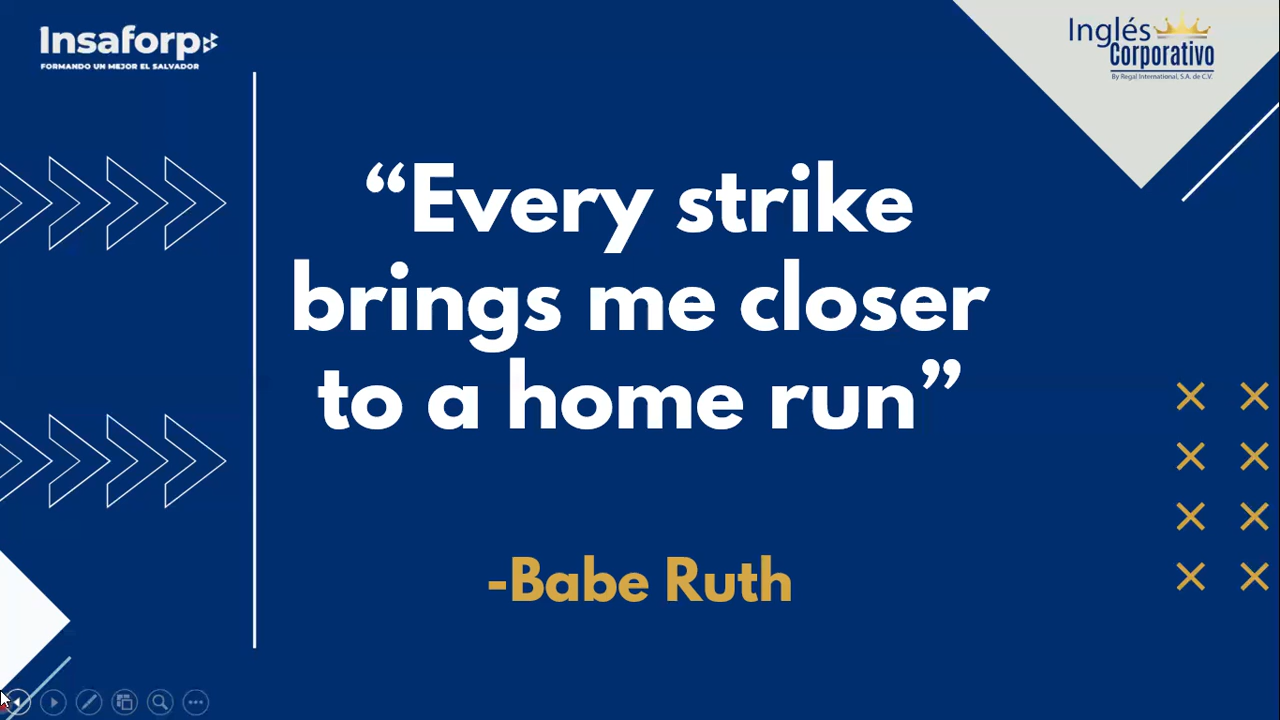 Insaforp
FORMANDO UN MEJOR EL SALVADOR
Inglés
Corporativo
By Regal International, S.A. de C.V.
“Every strike
brings me closer
to a home run”
-Babe Ruth